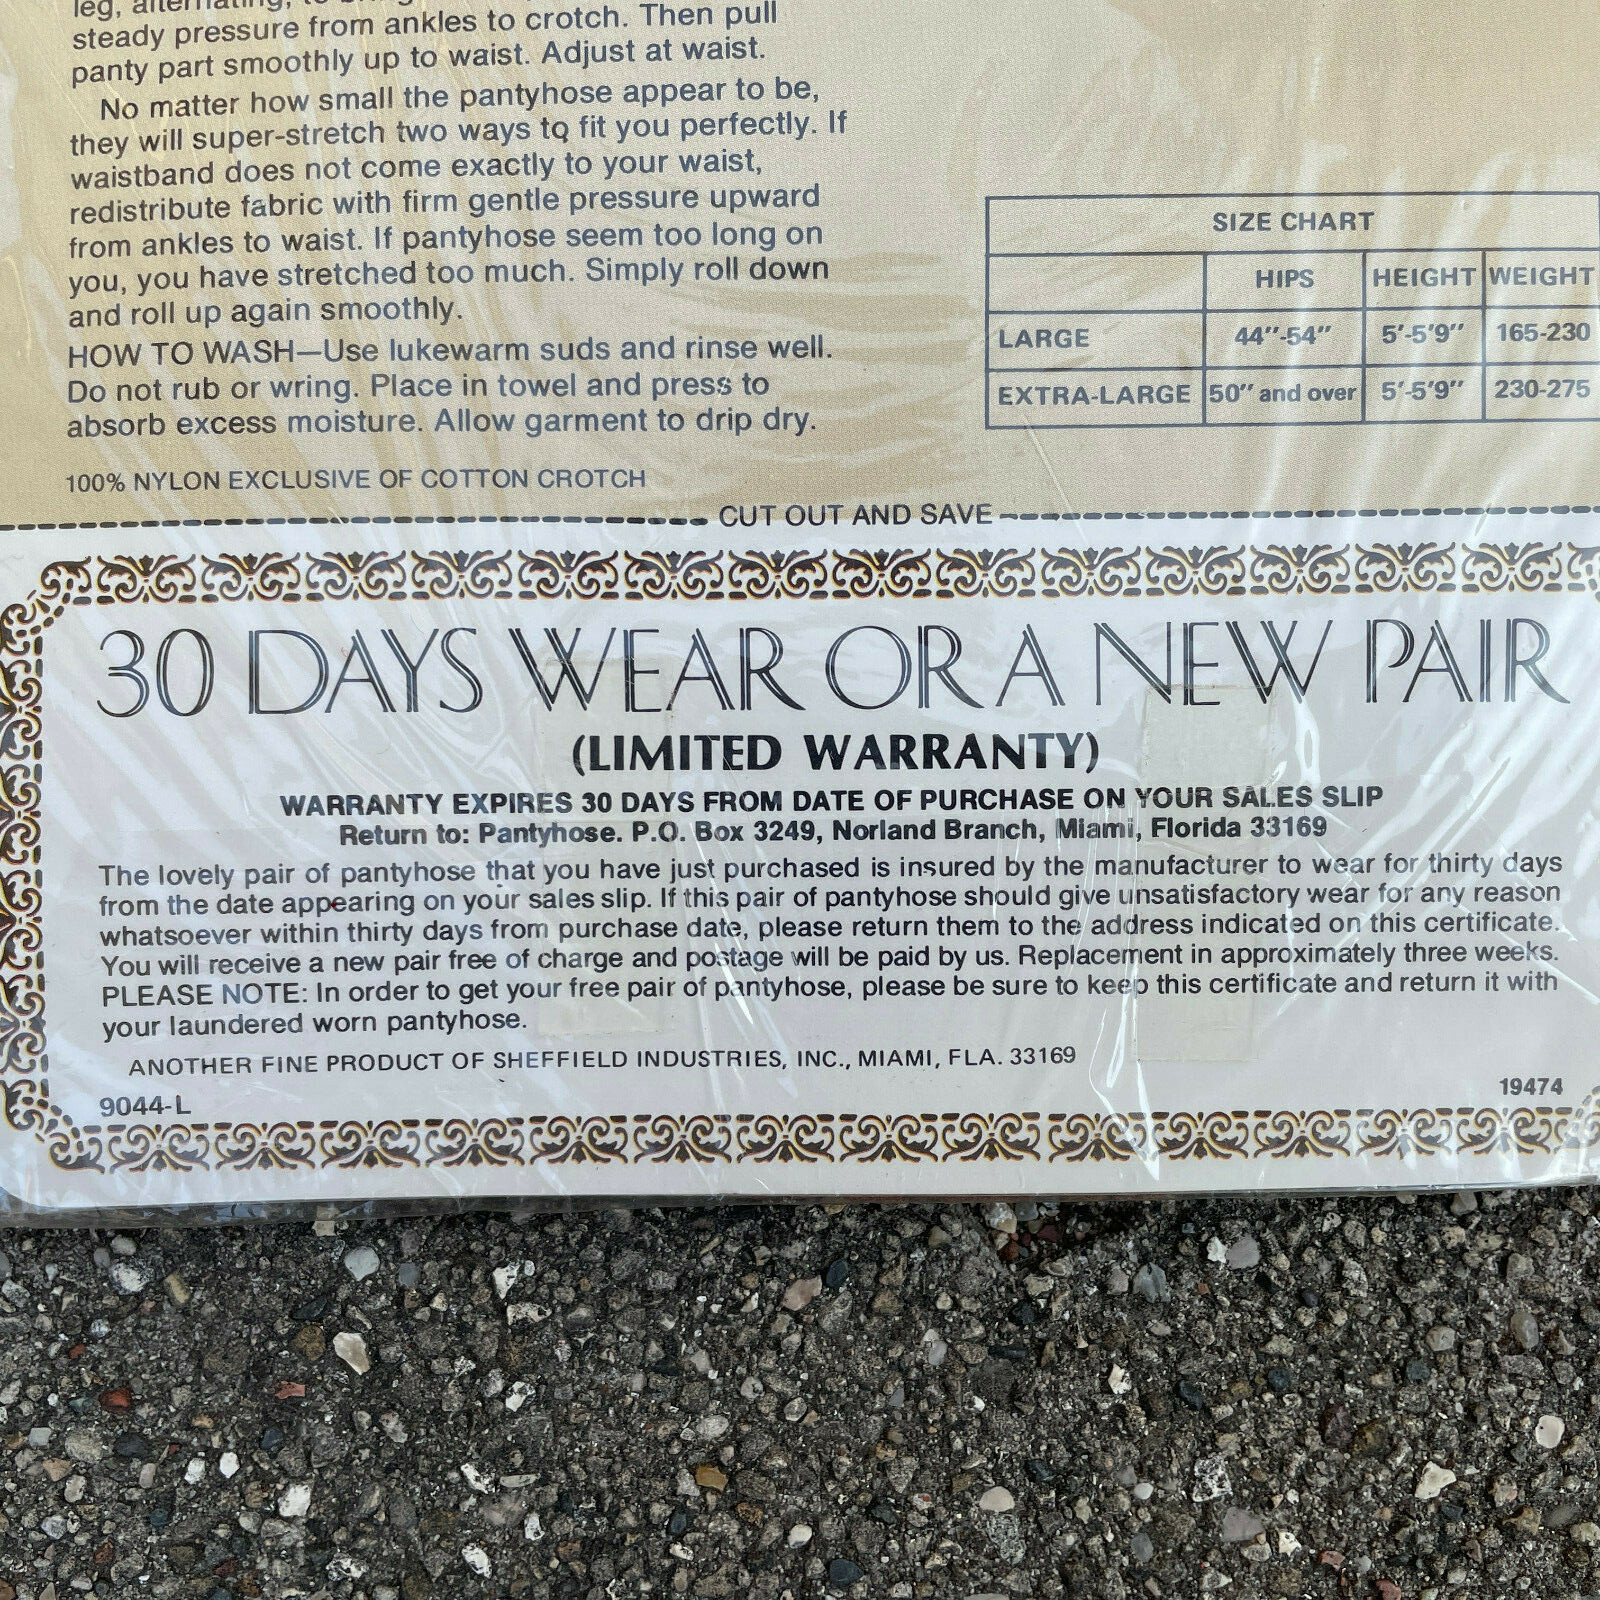 leg, alternating, to
steady pressure from ankles to crotch. Then pull
panty part smoothly up to waist. Adjust at waist.
No matter how small the pantyhose appear to be,
they will super-stretch two ways to fit you perfectly. If
waistband does not come exactly to your waist,
redistribute fabric with firm gentle pressure upward
from ankles to waist. If pantyhose seem too long on
you, you have stretched too much. Simply roll down
and roll up again smoothly.
HOW TO WASH—Use lukewarm suds and rinse well.
Do not rub or wring. Place in towel and press to
absorb excess moisture. Allow garment to drip dry.
100% NYLON EXCLUSIVE OF COTTON CROTCH
SIZE CHART
HIPS HEIGHT WEIGHT
LARGE 44"-54" 5'-5'9" 165-230
EXTRA-LARGE 50" and over 5'-5'9" 230-275
CUT OUT AND SAVE
30 DAYS WEAR OR A NEW PAIR
(LIMITED WARRANTY)
WARRANTY EXPIRES 30 DAYS FROM DATE OF PURCHASE ON YOUR SALES SLIP
Return to: Pantyhose. P.O. Box 3249, Norland Branch, Miami, Florida 33169
The lovely pair of pantyhose that you have just purchased is insured by the manufacturer to wear for thirty days
from the date appearing on your sales slip. If this pair of pantyhose should give unsatisfactory wear for any reason
whatsoever within thirty days from purchase date, please return them to the address indicated on this certificate.
You will receive a new pair free of charge and postage will be paid by us. Replacement in approximately three weeks.
PLEASE NOTE: In order to get your free pair of pantyhose, please be sure to keep this certificate and return it with
your laundered worn pantyhose.
ANOTHER FINE PRODUCT OF SHEFFIELD INDUSTRIES, INC., MIAMI, FLA. 33169
9044-L 19474